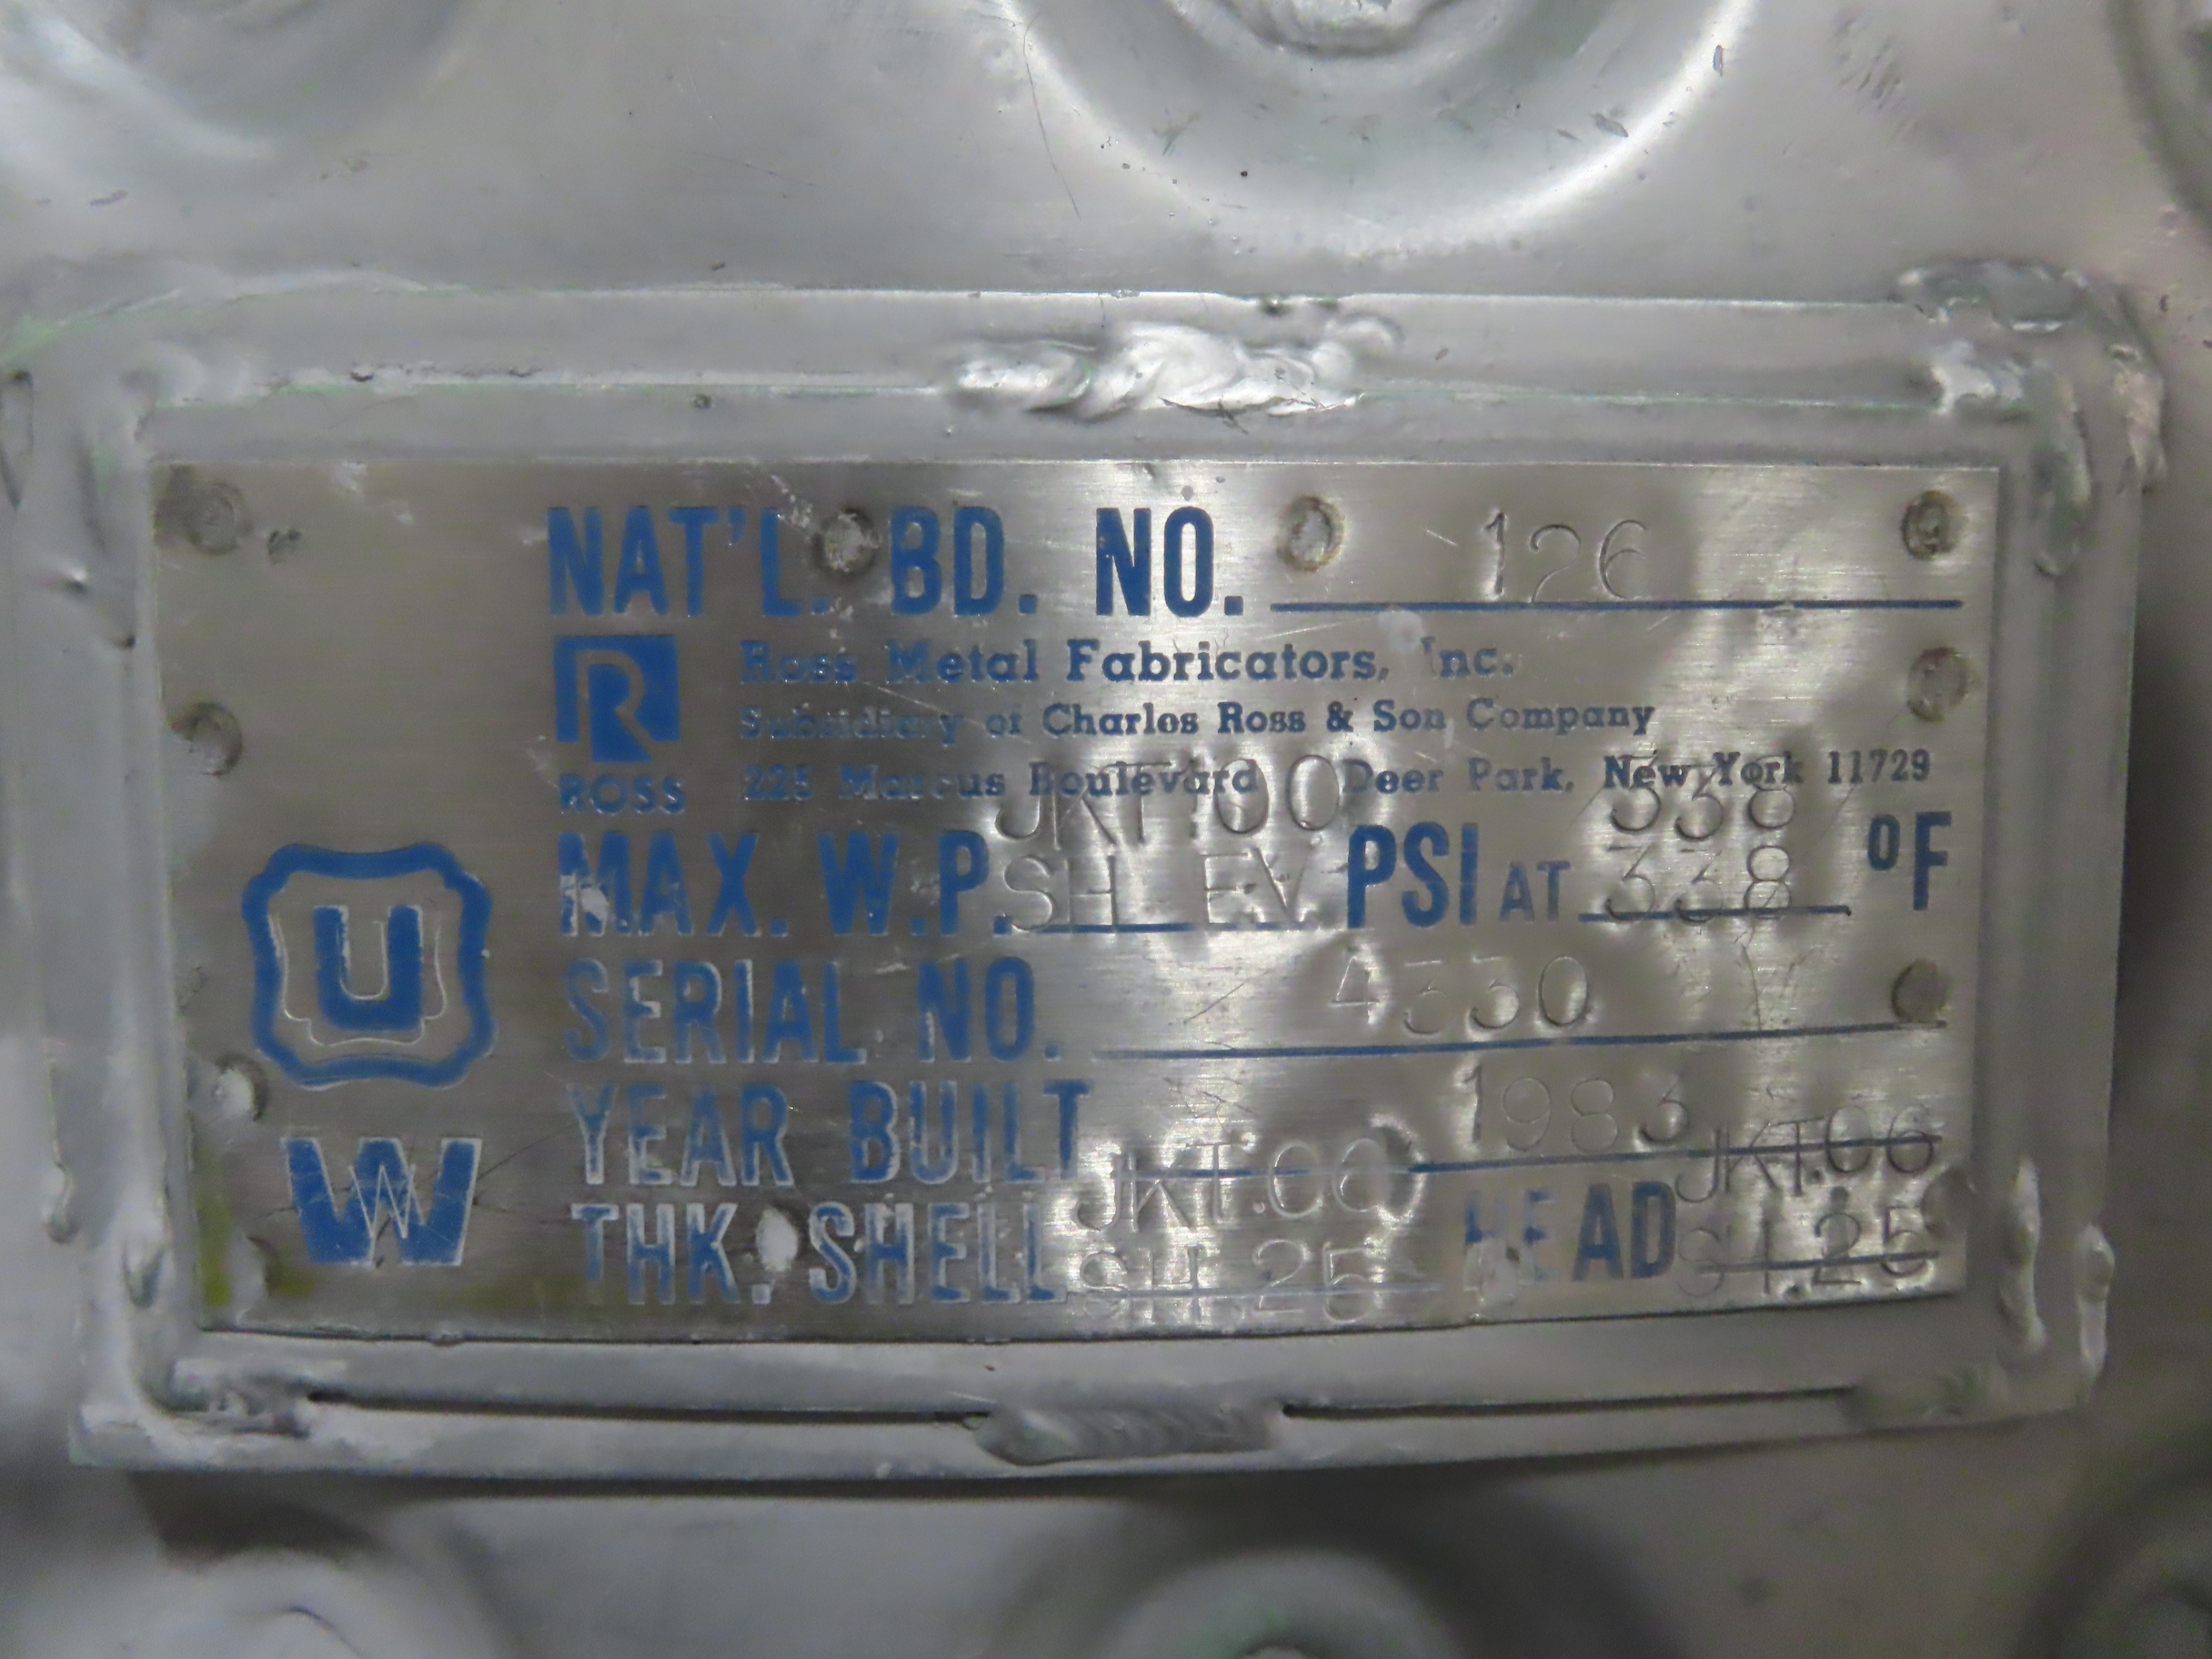 NAT'L. BD. NO. 126
R
Ross Metal Fabricators, Inc.
Subsidiary of Charles Ross & Son Company
ROSS 225 Marcus Boulevard Deer Park, New York 11729
JKT.100 338
MAX. W.P. SH FV PSI AT 338 °F
U
SERIAL NO. 4330
YEAR BUILT 1983
W
JKT.06 JKT.06
THK. SHELL SH.25 HEAD SH.25